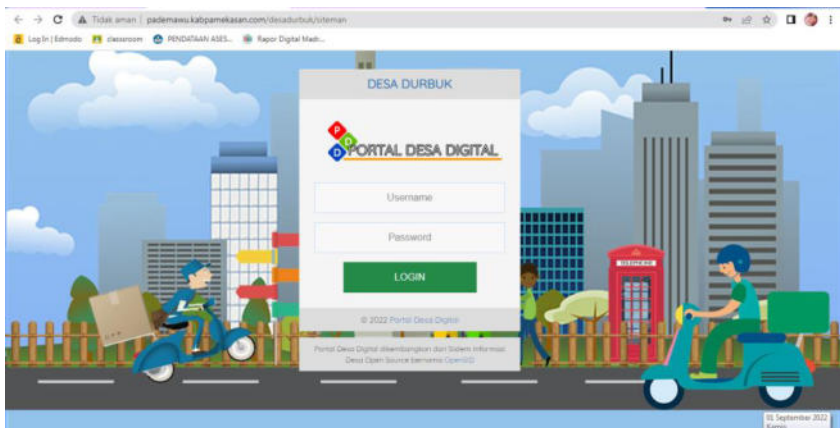 Tidak aman | pademawu.kabpamekasan.com/desadurbuk/siteman
Log In | Edmodo classroom PENDATAAN ASES... Rapor Digital Madr...
DESA DURBUK
P
D
D
PORTAL DESA DIGITAL
Username
Password
LOGIN
© 2022 Portal Desa Digital
Portal Desa Digital dikembangkan dari Sistem Informasi
Desa Open Source bernama OpenSID
TELEPHONE
01 September 2022
Kamis